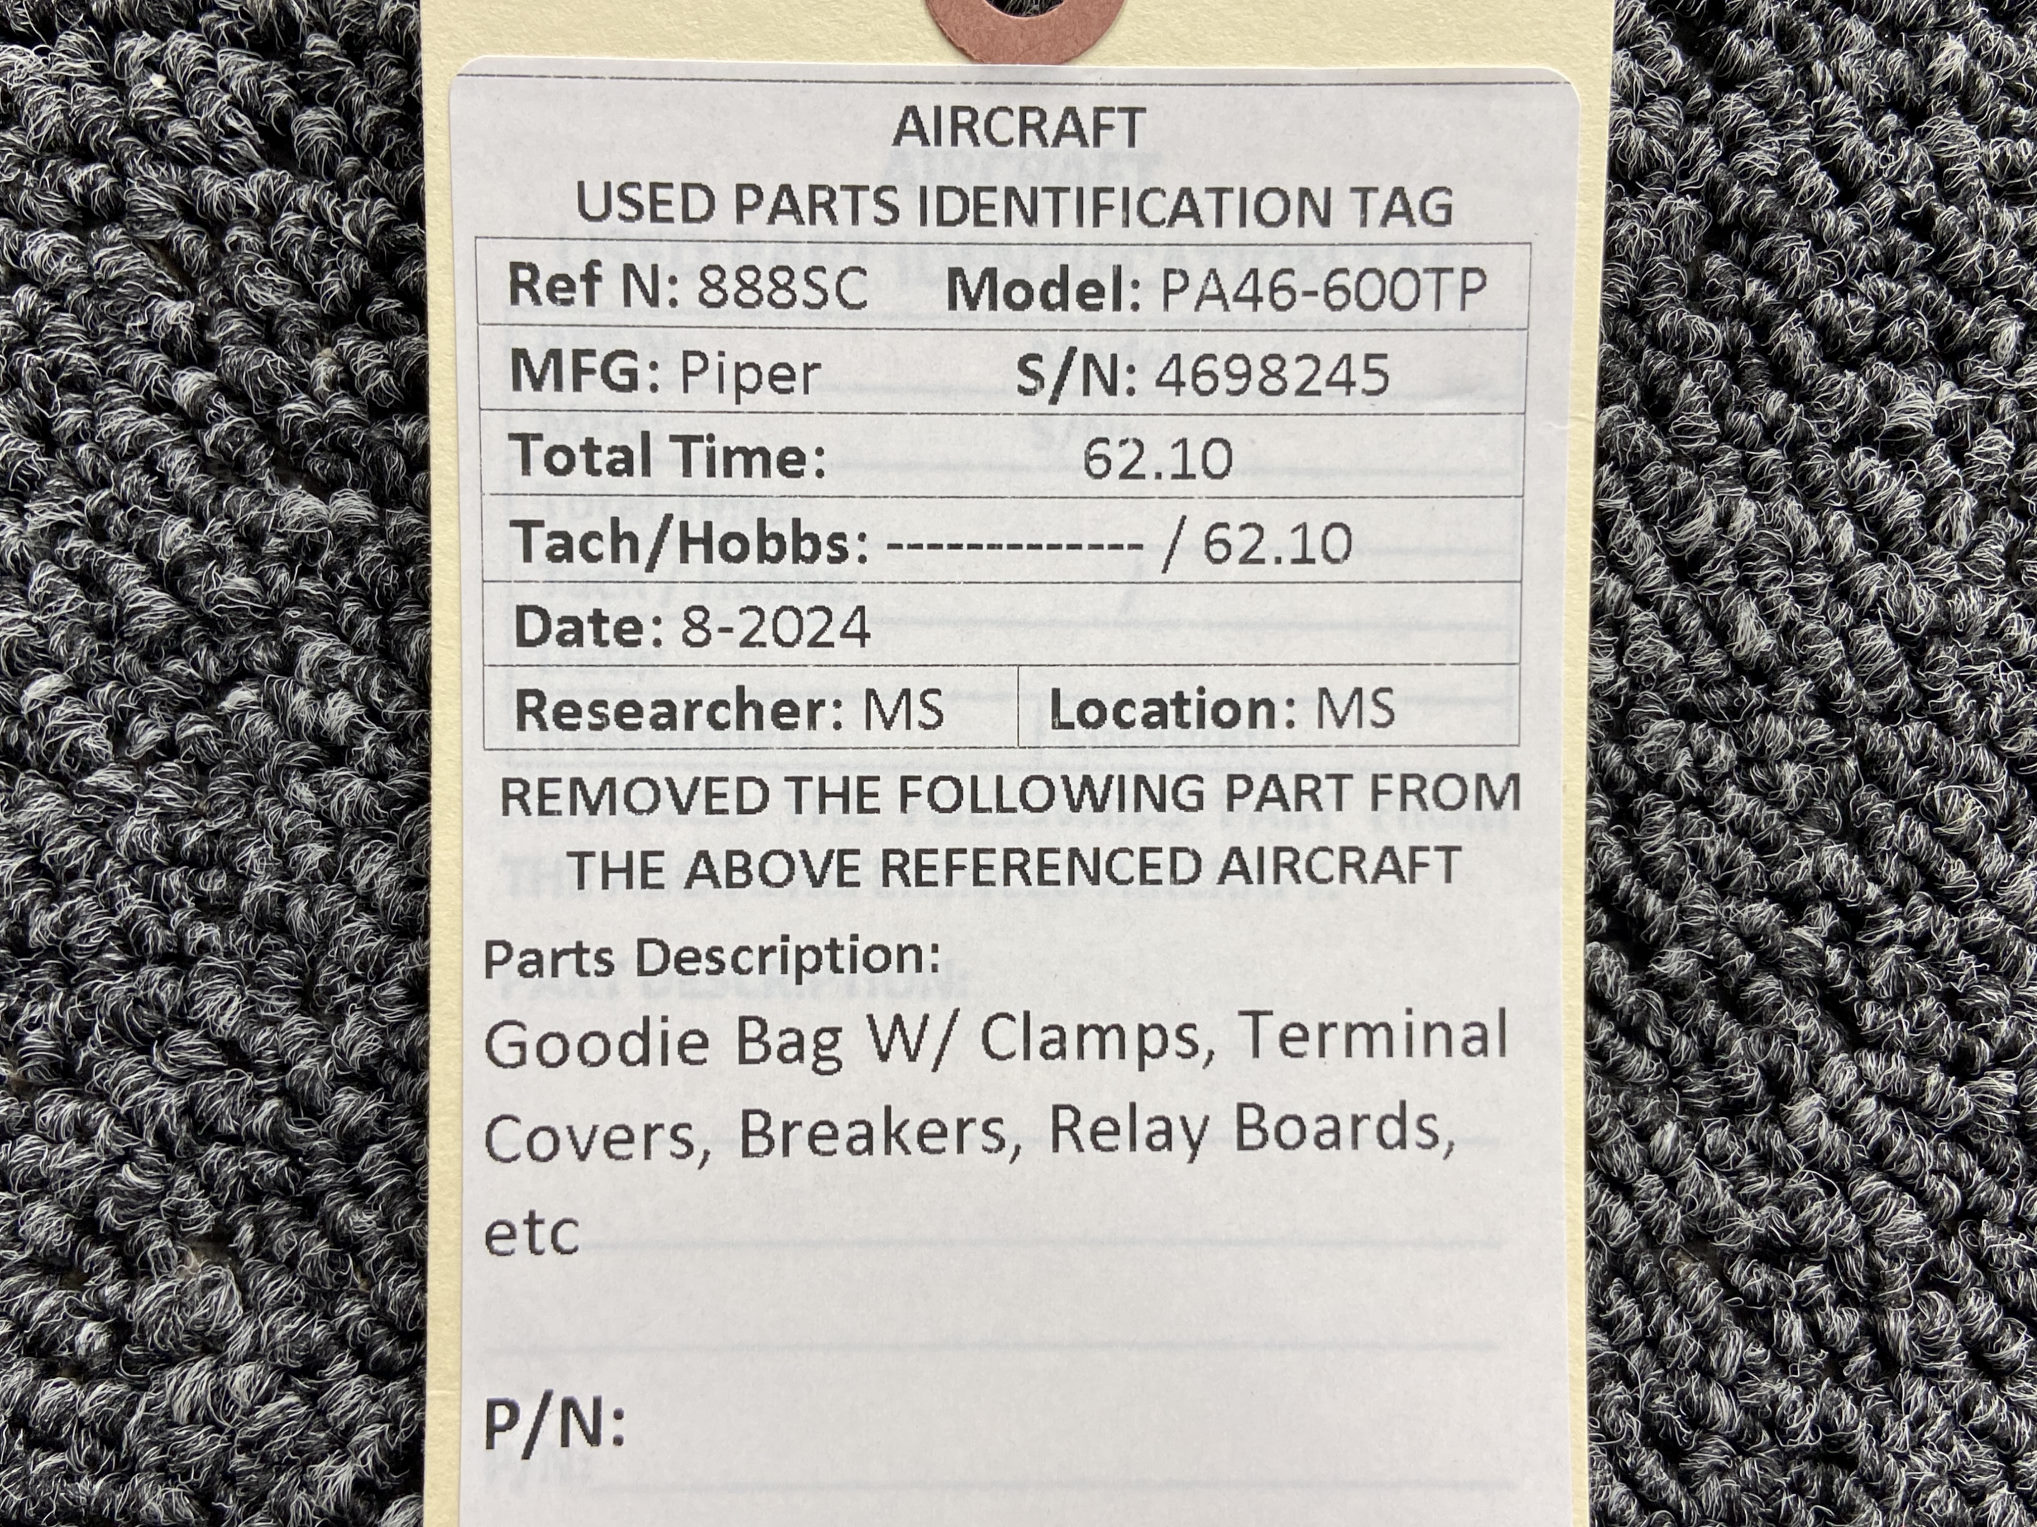 AIRCRAFT
USED PARTS IDENTIFICATION TAG
Ref N: 888SC Model: PA46-600TP
MFG: Piper S/N: 4698245
Total Time: 62.10
Tach/Hobbs: ------------- / 62.10
Date: 8-2024
Researcher: MS Location: MS
REMOVED THE FOLLOWING PART FROM
THE ABOVE REFERENCED AIRCRAFT
Parts Description:
Goodie Bag W/ Clamps, Terminal
Covers, Breakers, Relay Boards,
etc
P/N: